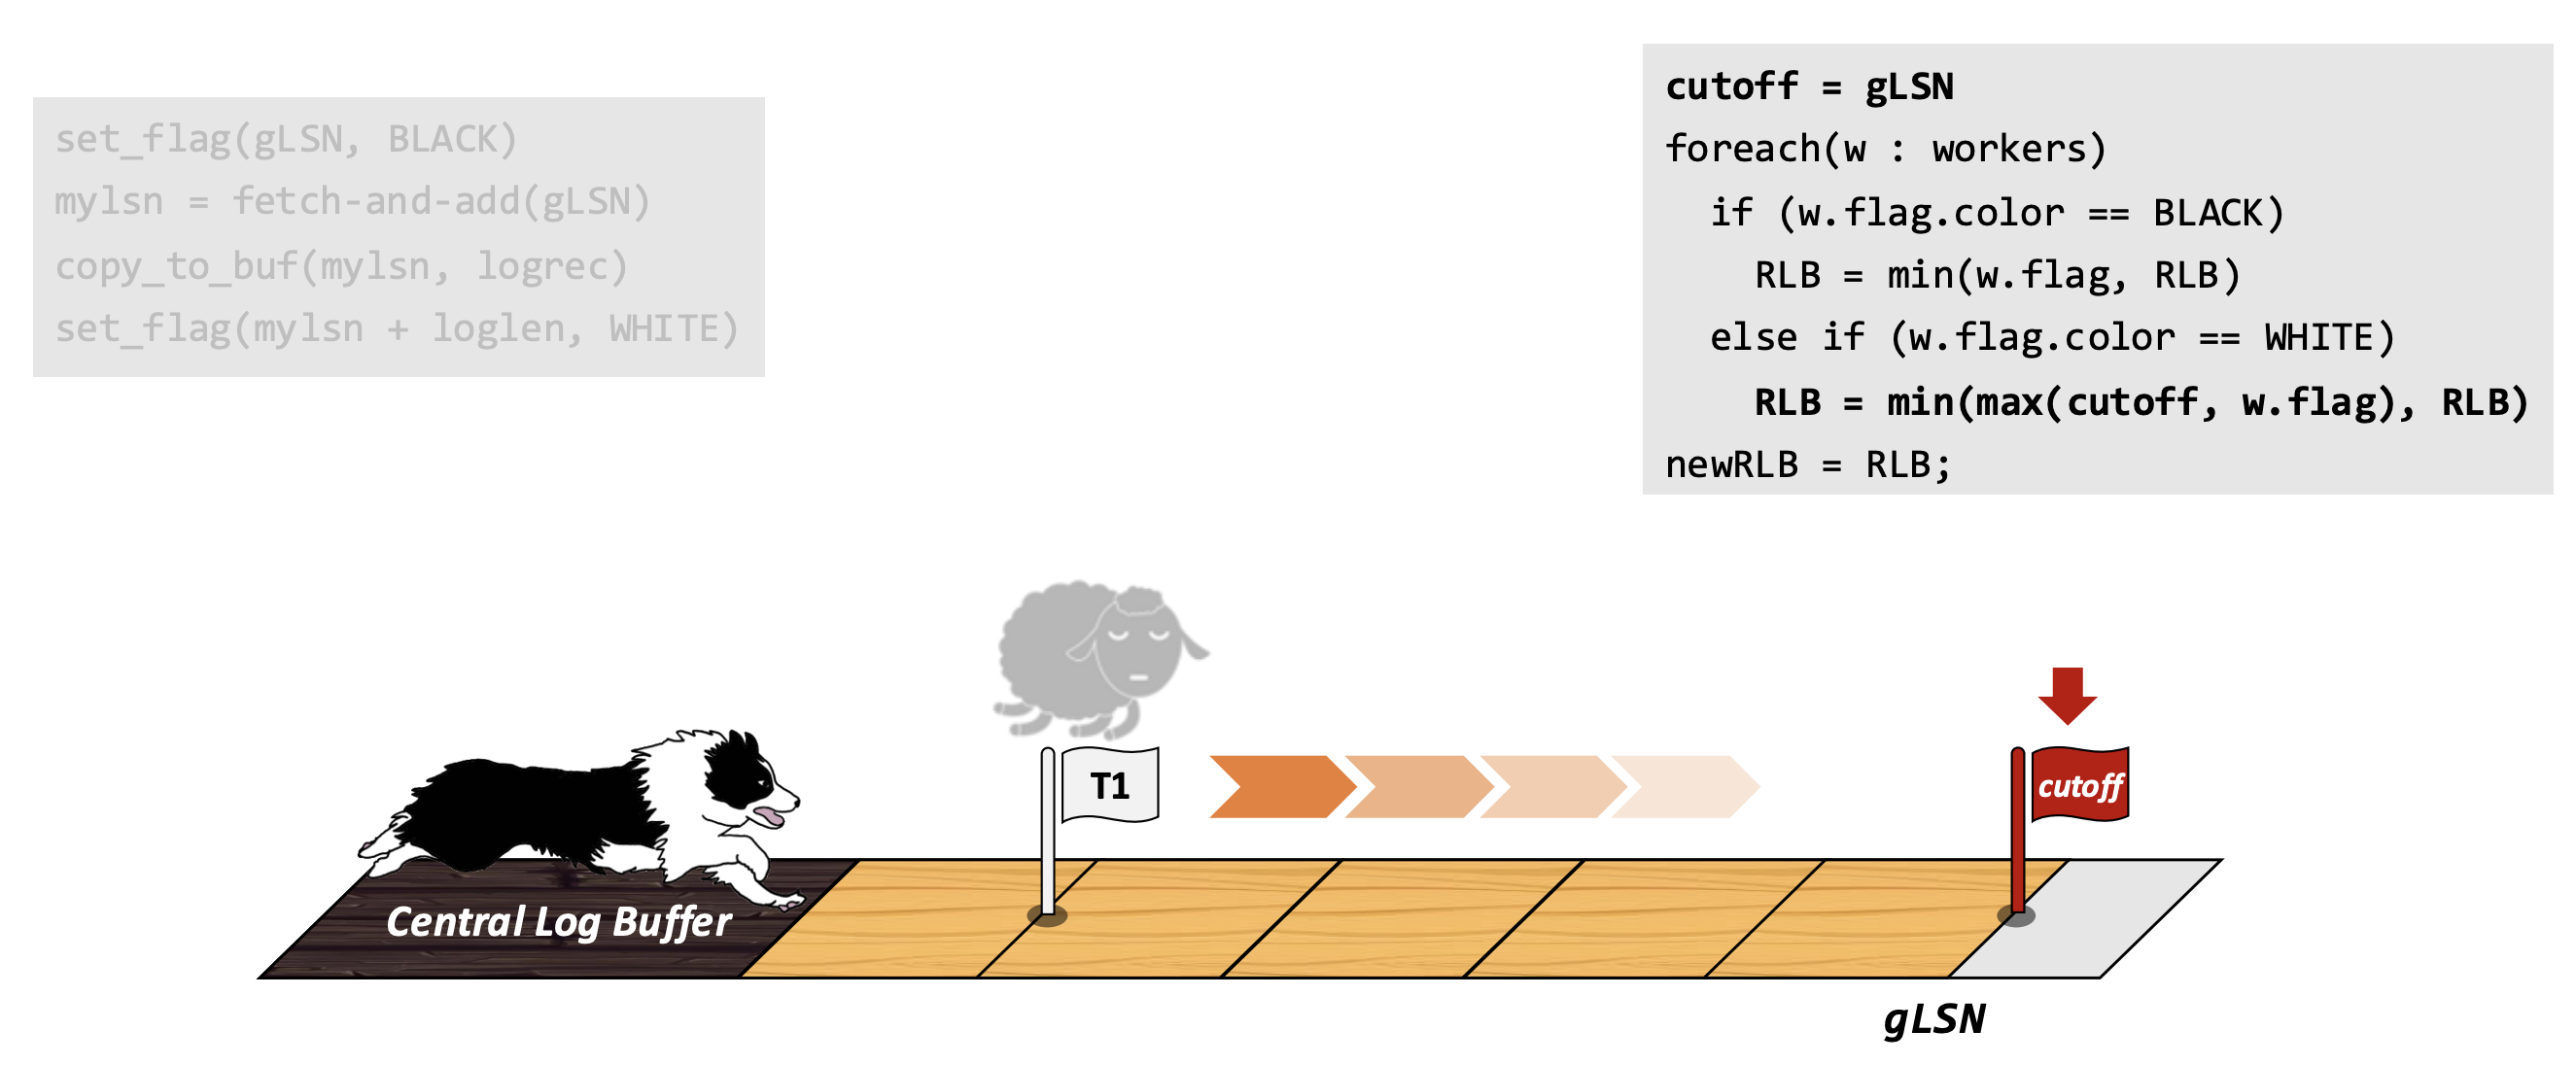 set_flag(gLSN, BLACK)
mylsn = fetch-and-add(gLSN)
copy_to_buf(mylsn, logrec)
set_flag(mylsn + loglen, WHITE)
cutoff = gLSN
foreach(w : workers)
if (w.flag.color == BLACK)
RLB = min(w.flag, RLB)
else if (w.flag.color == WHITE)
RLB = min(max(cutoff, w.flag), RLB)
newRLB = RLB;
T1
cutoff
Central Log Buffer
gLSN